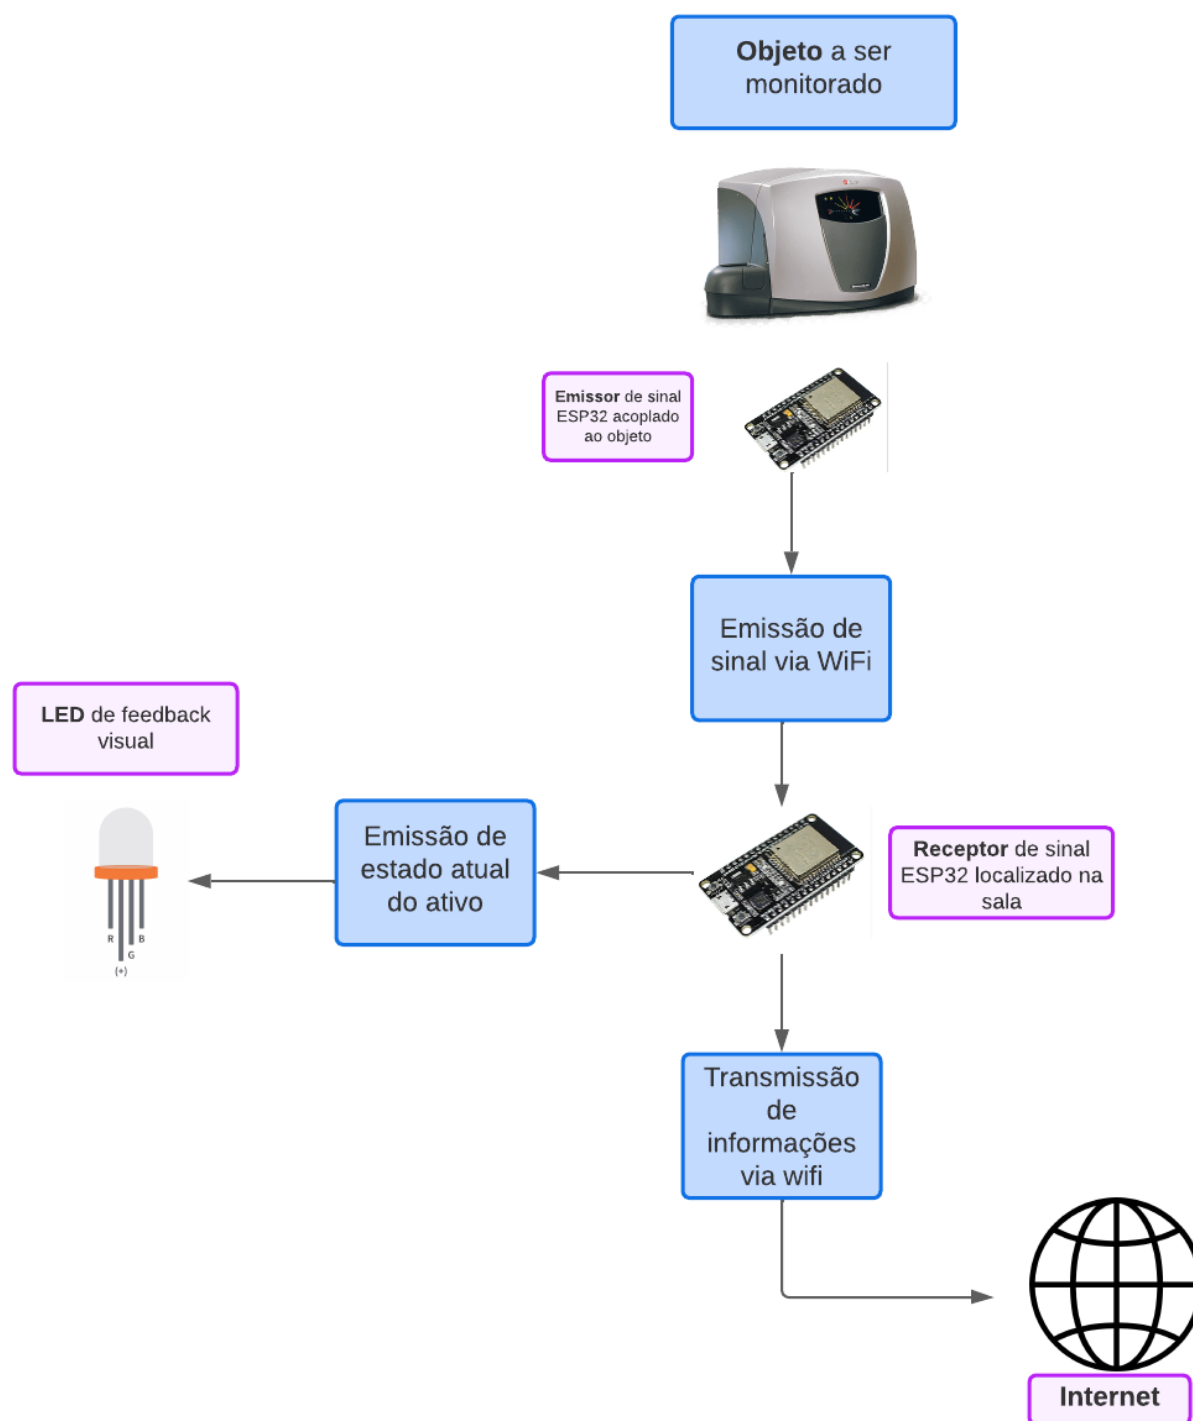 Objeto a ser
monitorado
Emissor de sinal
ESP32 acoplado
ao objeto
Emissão de
sinal via WiFi
LED de feedback
visual
Emissão de
estado atual
do ativo
Receptor de sinal
ESP32 localizado na
sala
R
B
G
(+)
Transmissão
de
informações
via wifi
Internet